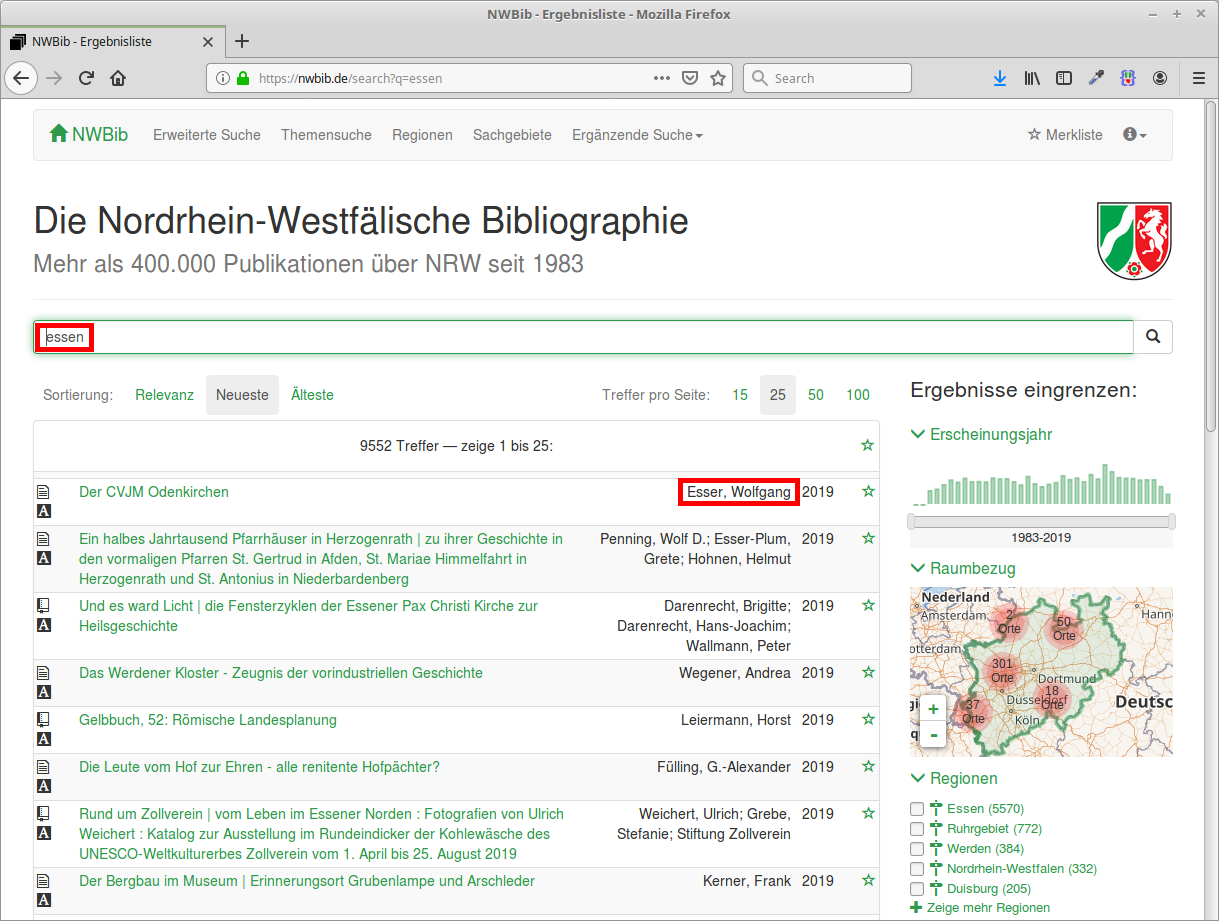 NWBib - Ergebnisliste - Mozilla Firefox
NWBib - Ergebnisliste
https://nwbib.de/search?q=essen
Search
NWBib Erweiterte Suche Themensuche Regionen Sachgebiete Ergänzende Suche Merkliste
Die Nordrhein-Westfälische Bibliographie
Mehr als 400.000 Publikationen über NRW seit 1983
essen
Sortierung: Relevanz Neueste Älteste Treffer pro Seite: 15 25 50 100
9552 Treffer — zeige 1 bis 25:
Der CVJM Odenkirchen Esser, Wolfgang 2019
A
Ein halbes Jahrtausend Pfarrhäuser in Herzogenrath | zu ihrer Geschichte in Penning, Wolf D.; Esser-Plum, 2019
A den vormaligen Pfarren St. Gertrud in Afden, St. Mariae Himmelfahrt in Grete; Hohnen, Helmut
Herzogenrath und St. Antonius in Niederbardenberg
Und es ward Licht | die Fensterzyklen der Essener Pax Christi Kirche zur Darenrecht, Brigitte; 2019
A Heilsgeschichte Darenrecht, Hans-Joachim;
Wallmann, Peter
Das Werdener Kloster - Zeugnis der vorindustriellen Geschichte Wegener, Andrea 2019
A
Gelbbuch, 52: Römische Landesplanung Leiermann, Horst 2019
A
Die Leute vom Hof zur Ehren - alle renitente Hofpächter? Fülling, G.-Alexander 2019
A
Rund um Zollverein | vom Leben im Essener Norden : Fotografien von Ulrich Weichert, Ulrich; Grebe, 2019
A Weichert : Katalog zur Ausstellung im Rundeindicker der Kohlewäsche des Stefanie; Stiftung Zollverein
UNESCO-Weltkulturerbes Zollverein vom 1. April bis 25. August 2019
Der Bergbau im Museum | Erinnerungsort Grubenlampe und Arschleder Kerner, Frank 2019
A
Ergebnisse eingrenzen:
Erscheinungsjahr
1983-2019
Raumbezug
Nederland
Amsterdam
Hann
2 Orte
50 Orte
otterdam
301 Orte
Dortmund
Düsseldorf
18 Orte
Deutsc
37 Orte
Köln
+
-
Regionen
Essen (5570)
Ruhrgebiet (772)
Werden (384)
Nordrhein-Westfalen (332)
Duisburg (205)
Zeige mehr Regionen